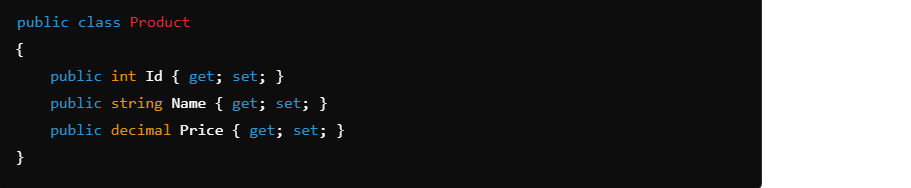 public class Product
{
    public int Id { get; set; }
    public string Name { get; set; }
    public decimal Price { get; set; }
}